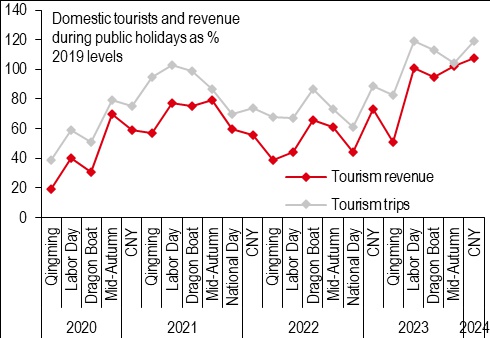 Domestic tourists and revenue
during public holidays as %
2019 levels
140
120
100
80
60
40
20
0
Tourism revenue
Tourism trips
Qingming
Labor Day
Dragon Boat
Mid-Autumn
CNY
Qingming
Labor Day
Dragon Boat
Mid-Autumn
National Day
CNY
Qingming
Labor Day
Dragon Boat
Mid-Autumn
National Day
CNY
Qingming
Labor Day
Dragon Boat
Mid-Autumn
CNY
2020
2021
2022
2023
2024